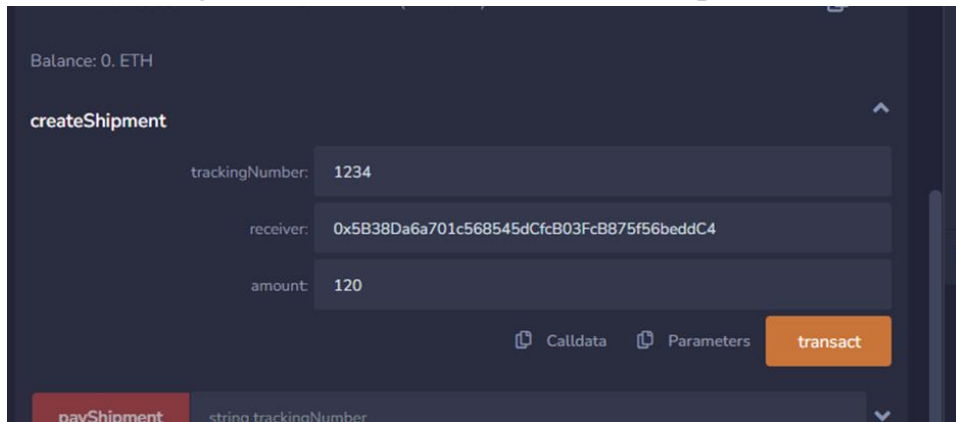 Balance: 0. ETH
createShipment
trackingNumber: 1234
receiver: 0x5B38Da6a701c568545dCfcB03FcB875f56beddC4
amount: 120
Calldata Parameters transact
payShipment string trackingNumber